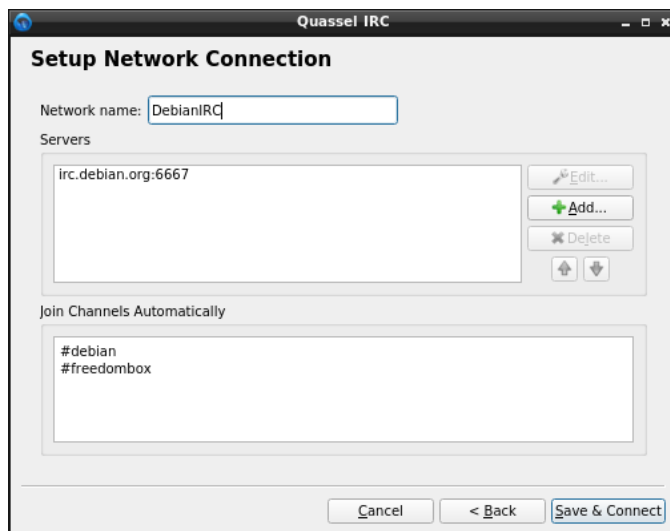 Quassel IRC
Setup Network Connection
Network name: DebianIRC
Servers
irc.debian.org:6667
Edit...
Add...
Delete
Join Channels Automatically
#debian
#freedombox
Cancel
< Back
Save & Connect